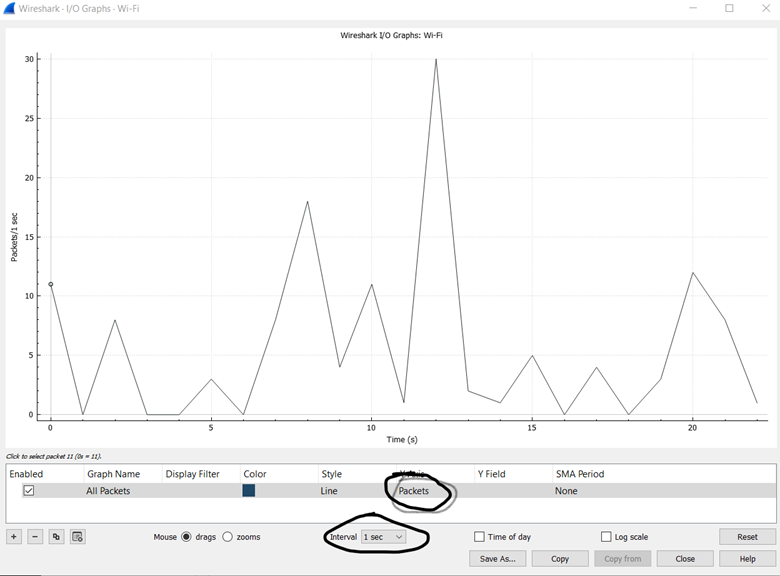 Wireshark · I/O Graphs · Wi-Fi
Wireshark I/O Graphs: Wi-Fi
30
25
20
15
10
5
0
Packets/1 sec
0 5 10 15 20
Time (s)
Click to select packet 11 (0s = 11).
Enabled Graph Name Display Filter Color Style Y Axis Y Field SMA Period
All Packets Line Packets None
+ − Mouse drags zooms Interval 1 sec Time of day Log scale Reset
Save As... Copy Copy from Close Help